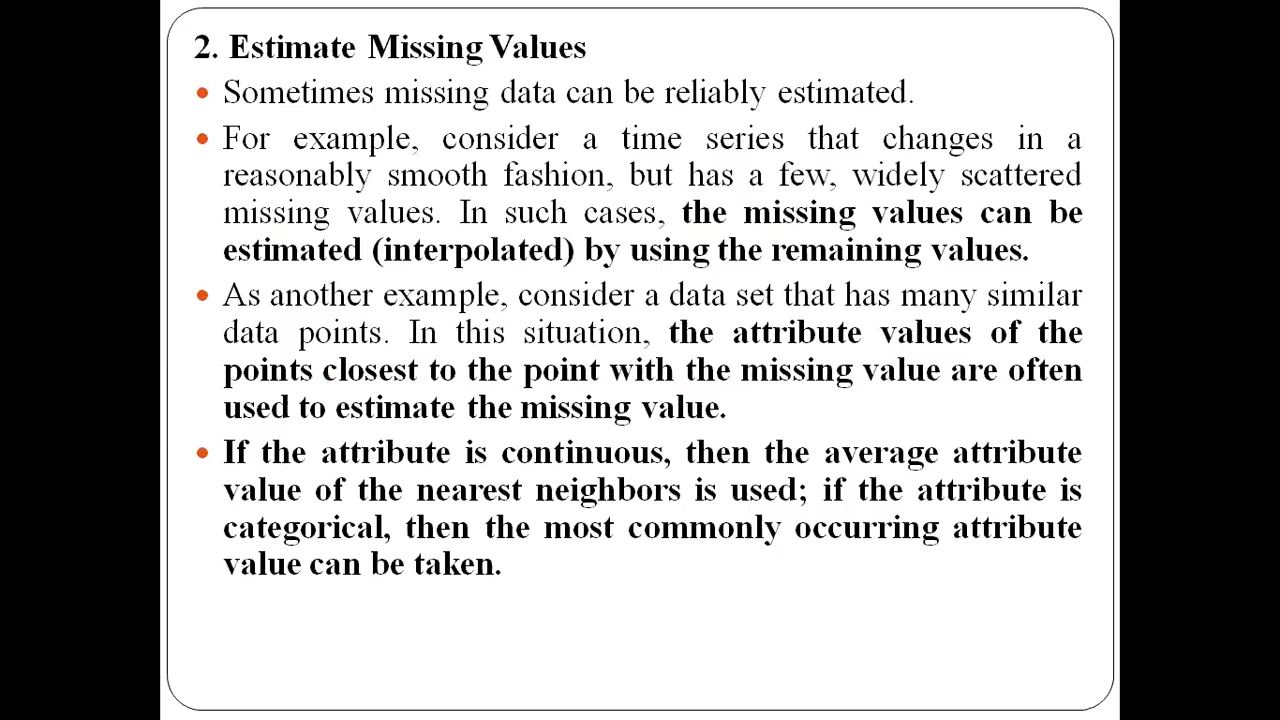 2. Estimate Missing Values
• Sometimes missing data can be reliably estimated.
• For example, consider a time series that changes in a
reasonably smooth fashion, but has a few, widely scattered
missing values. In such cases, the missing values can be
estimated (interpolated) by using the remaining values.
• As another example, consider a data set that has many similar
data points. In this situation, the attribute values of the
points closest to the point with the missing value are often
used to estimate the missing value.
• If the attribute is continuous, then the average attribute
value of the nearest neighbors is used; if the attribute is
categorical, then the most commonly occurring attribute
value can be taken.